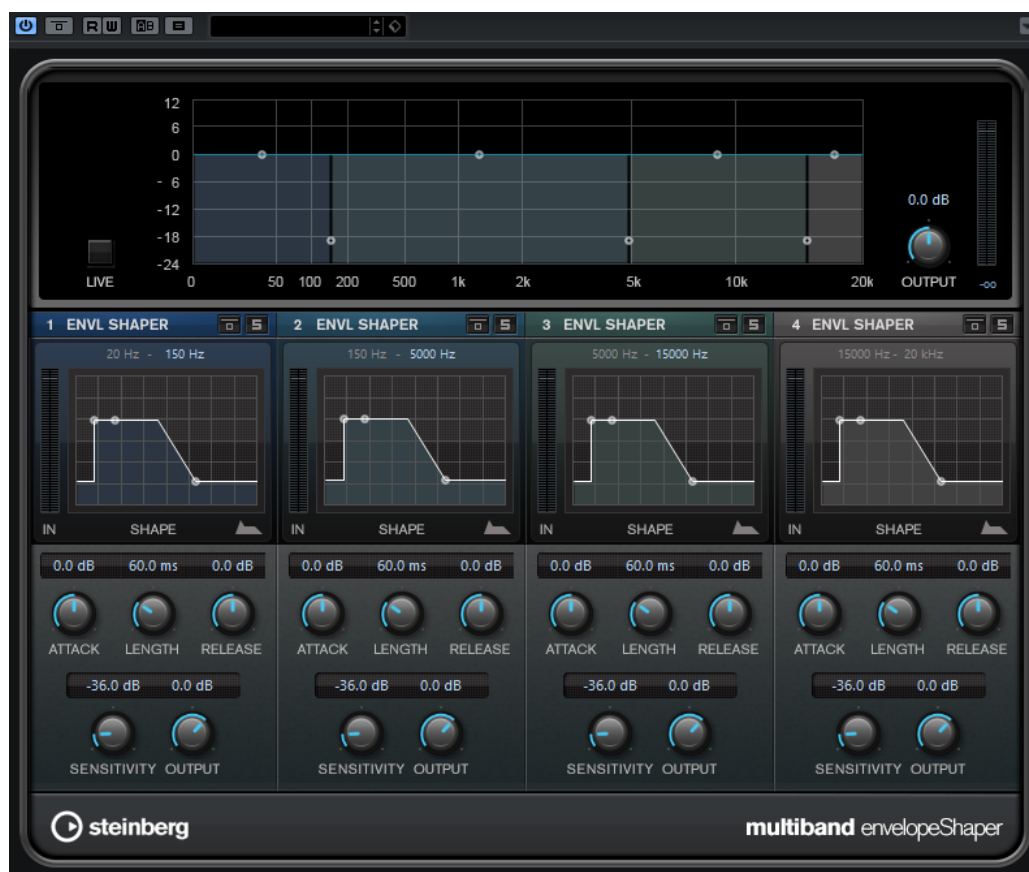 R W AB
12
6
0
- 6
-12
-18
-24
0 50 100 200 500 1k 2k 5k 10k 20k
LIVE
0.0 dB
OUTPUT
-oo
1 ENVL SHAPER S
2 ENVL SHAPER S
3 ENVL SHAPER S
4 ENVL SHAPER S
20 Hz - 150 Hz
150 Hz - 5000 Hz
5000 Hz - 15000 Hz
15000 Hz - 20 kHz
IN SHAPE
IN SHAPE
IN SHAPE
IN SHAPE
0.0 dB 60.0 ms 0.0 dB
0.0 dB 60.0 ms 0.0 dB
0.0 dB 60.0 ms 0.0 dB
0.0 dB 60.0 ms 0.0 dB
ATTACK LENGTH RELEASE
ATTACK LENGTH RELEASE
ATTACK LENGTH RELEASE
ATTACK LENGTH RELEASE
-36.0 dB 0.0 dB
-36.0 dB 0.0 dB
-36.0 dB 0.0 dB
-36.0 dB 0.0 dB
SENSITIVITY OUTPUT
SENSITIVITY OUTPUT
SENSITIVITY OUTPUT
SENSITIVITY OUTPUT
steinberg
multiband envelopeShaper